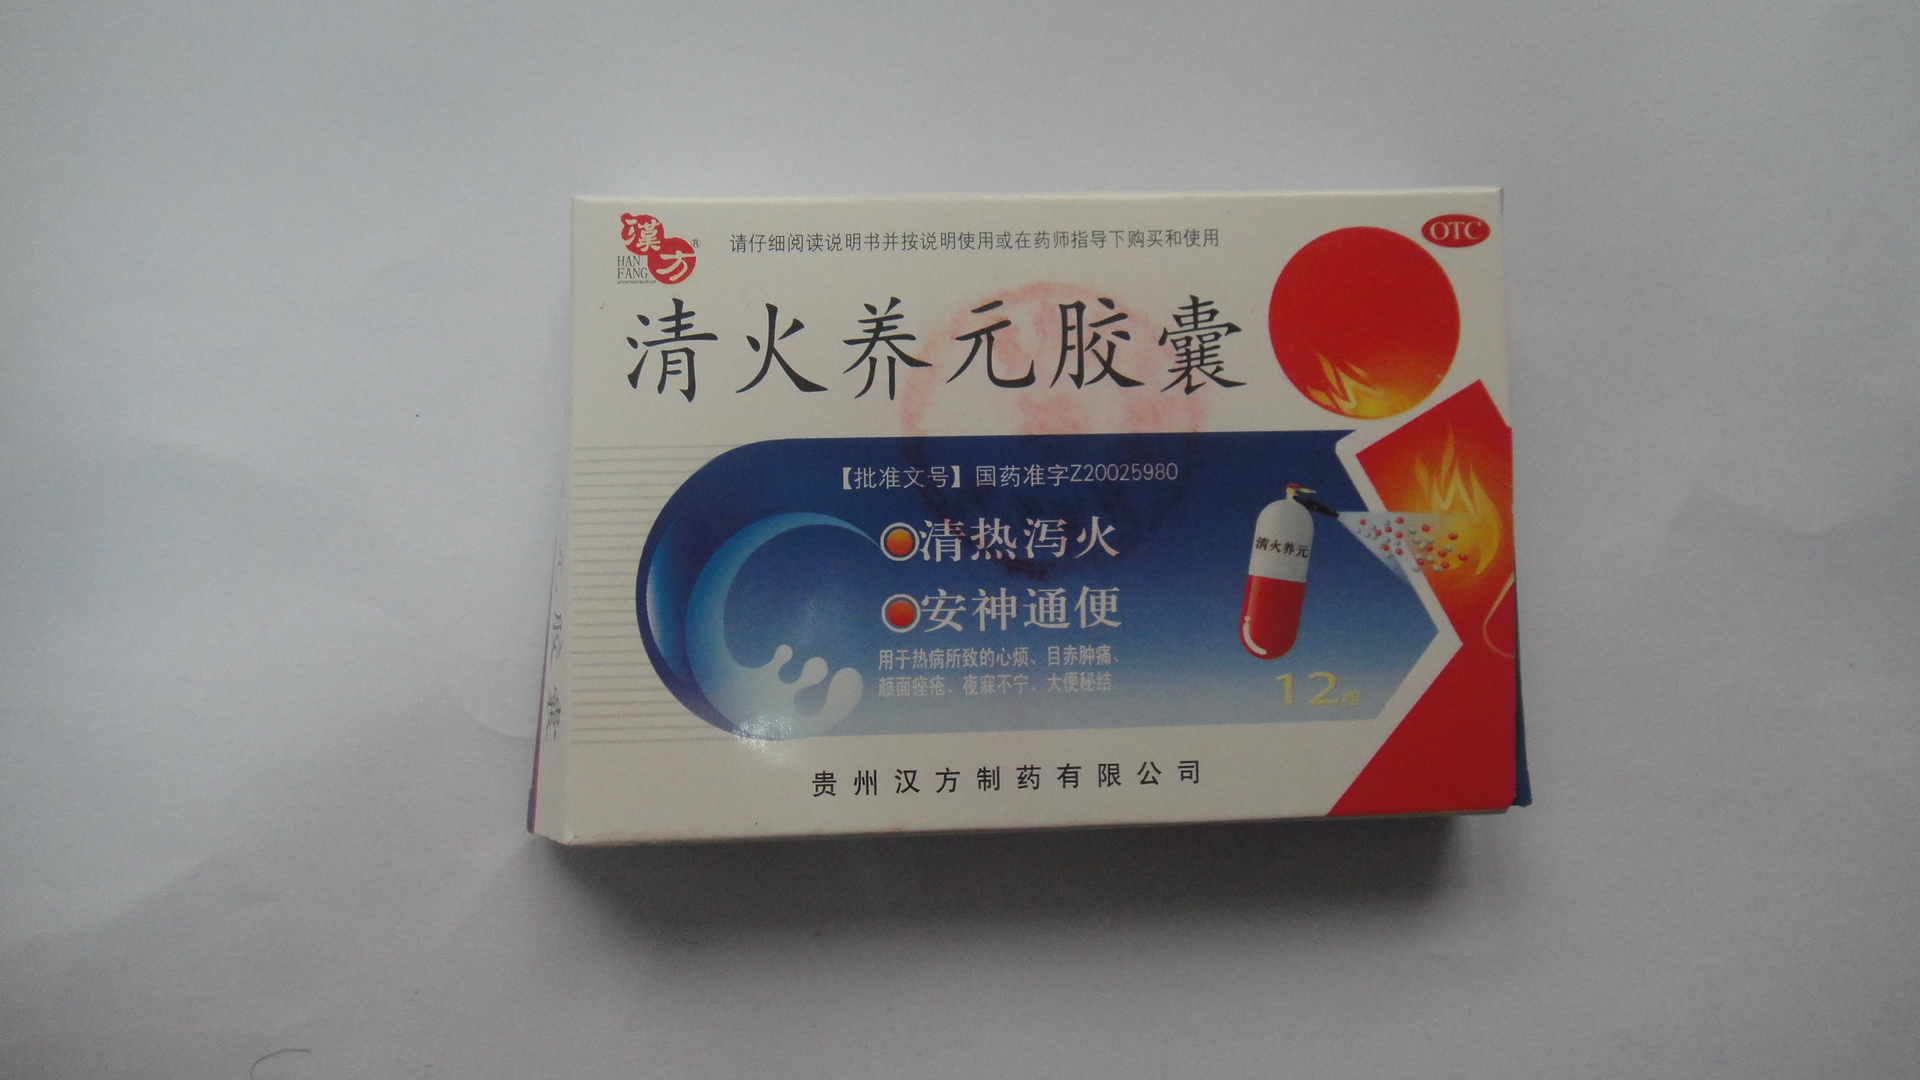 漢方®
HAN
FANG
请仔细阅读说明书并按说明使用或在药师指导下购买和使用
OTC
清火养元胶囊
【批准文号】国药准字Z20025980
清热泻火
安神通便
用于热病所致的心烦、目赤肿痛、
颜面痤疮、夜寐不宁、大便秘结.
清火养元
12粒
贵州汉方制药有限公司
胶囊